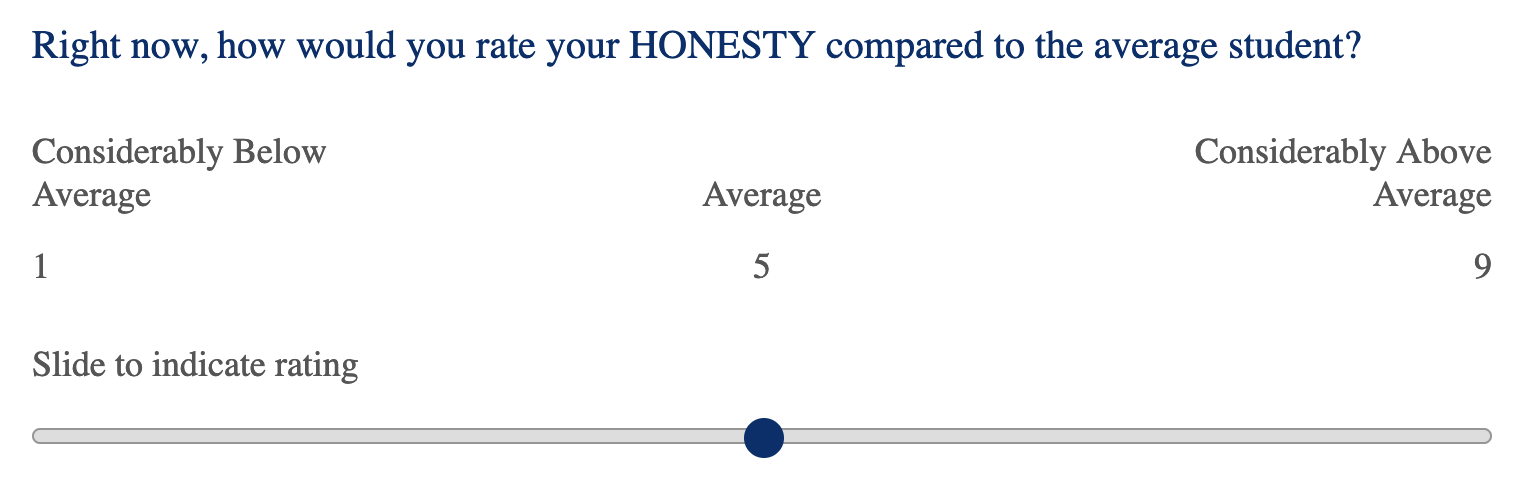 Right now, how would you rate your HONESTY compared to the average student?
Considerably Below Average
Average
Considerably Above Average
1
5
9
Slide to indicate rating